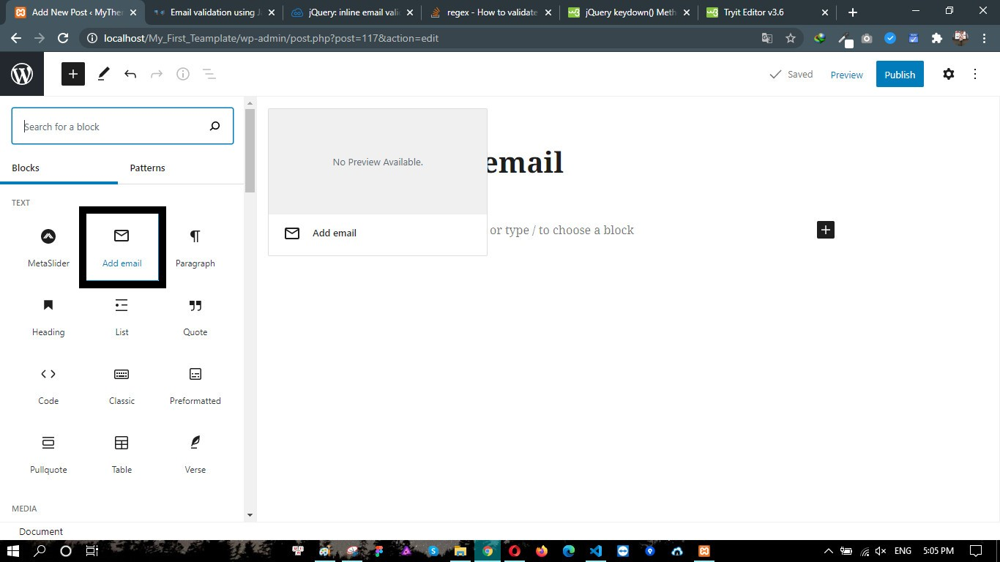 Add New Post ‹ MyThem
Email validation using Ja
jQuery: inline email valid
regex - How to validate
jQuery keydown() Meth
Tryit Editor v3.6
localhost/My_First_Teamplate/wp-admin/post.php?post=117&action=edit
Saved
Preview
Publish
Search for a block
Blocks
Patterns
No Preview Available.
email
TEXT
Add email
or type / to choose a block
MetaSlider
Add email
Paragraph
Heading
List
Quote
Code
Classic
Preformatted
Pullquote
Table
Verse
MEDIA
Document
ENG
5:05 PM